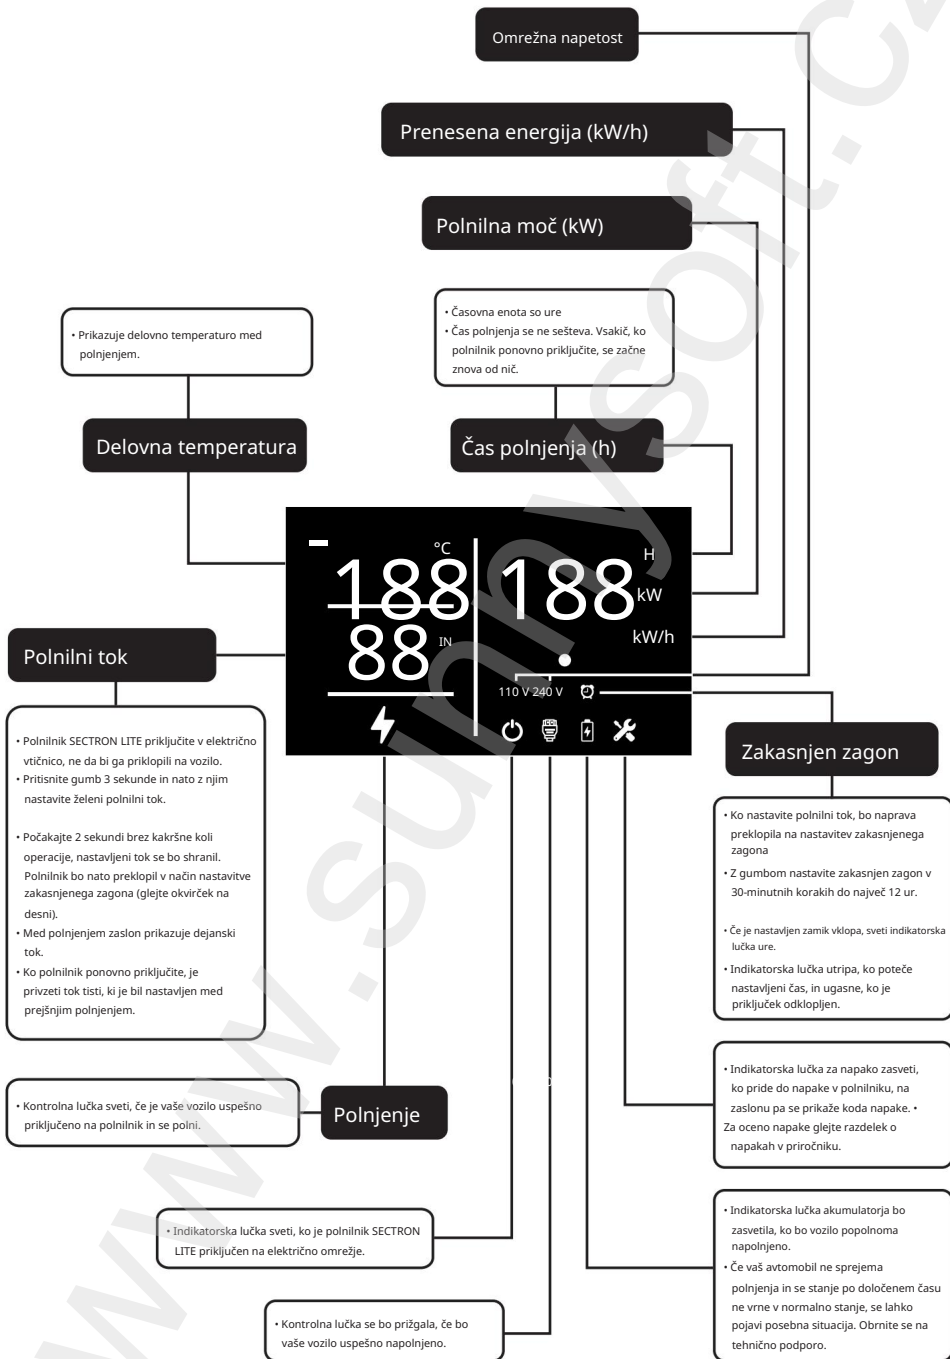 Omrežna napetost
Prenesena energija (kW/h)
Polnilna moč (kW)
• Časovna enota so ure
• Čas polnjenja se ne sešteva. Vsakič, ko
polnilnik ponovno priključite, se začne
znova od nič.
• Prikazuje delovno temperaturo med
polnjenjem.
Delovna temperatura
Čas polnjenja (h)
°C
188
88
IN
188
H
kW
kW/h
110 V 240 V
Polnilni tok
• Polnilnik SECTRON LITE priključite v električno
vtičnico, ne da bi ga priklopili na vozilo.
• Pritisnite gumb 3 sekunde in nato z njim
nastavite želeni polnilni tok.
• Počakajte 2 sekundi brez kakršne koli
operacije, nastavljeni tok se bo shranil.
Polnilnik bo nato preklopil v način nastavitve
zakasnjenega zagona (glejte okvirček na
desni).
• Med polnjenjem zaslon prikazuje dejanski
tok.
• Ko polnilnik ponovno priključite, je
privzeti tok tisti, ki je bil nastavljen med
prejšnjim polnjenjem.
Zakasnjen zagon
• Ko nastavite polnilni tok, bo naprava
preklopila na nastavitev zakasnjenega
zagona
• Z gumbom nastavite zakasnjen zagon v
30-minutnih korakih do največ 12 ur.
• Če je nastavljen zamik vklopa, sveti indikatorska
lučka ure.
• Indikatorska lučka utripa, ko poteče
nastavljeni čas, in ugasne, ko je
priključek odklopljen.
• Indikatorska lučka za napako zasveti,
ko pride do napake v polnilniku, na
zaslonu pa se prikaže koda napake. •
Za oceno napake glejte razdelek o
napakah v priročniku.
• Kontrolna lučka sveti, če je vaše vozilo uspešno
priključeno na polnilnik in se polni.
Polnjenje
• Indikatorska lučka sveti, ko je polnilnik SECTRON
LITE priključen na električno omrežje.
• Indikatorska lučka akumulatorja bo
zasvetila, ko bo vozilo popolnoma
napolnjeno.
• Če vaš avtomobil ne sprejema
polnjenja in se stanje po določenem času
ne vrne v normalno stanje, se lahko
pojavi posebna situacija. Obrnite se na
tehnično podporo.
• Kontrolna lučka se bo prižgala, če bo
vaše vozilo uspešno napolnjeno.
www.sunnysoft.cz